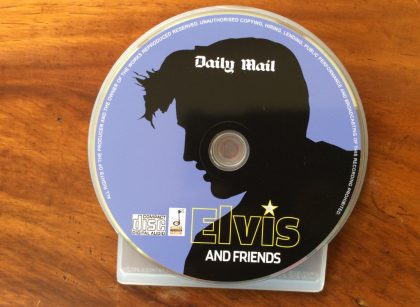 ALL RIGHTS OF THE PRODUCER AND THE OWNER OF THE WORKS REPRODUCED RESERVED. UNAUTHORISED COPYING, HIRING, LENDING, PUBLIC PERFORMANCE AND BROADCASTING OF THIS RECORDING PROHIBITED.
Daily Mail
COMPACT
disc
DIGITAL AUDIO
Elvis
AND FRIENDS